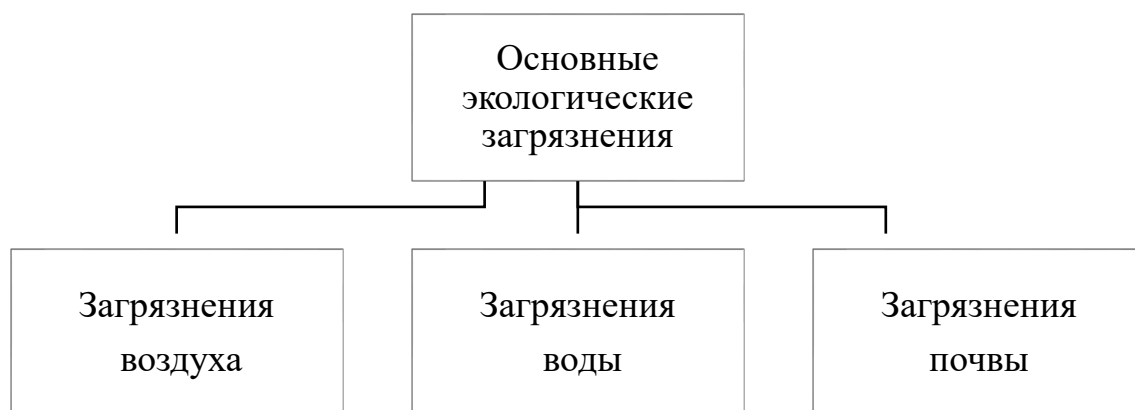 Основные
экологические
загрязнения
Загрязнения
воздуха
Загрязнения
воды
Загрязнения
почвы